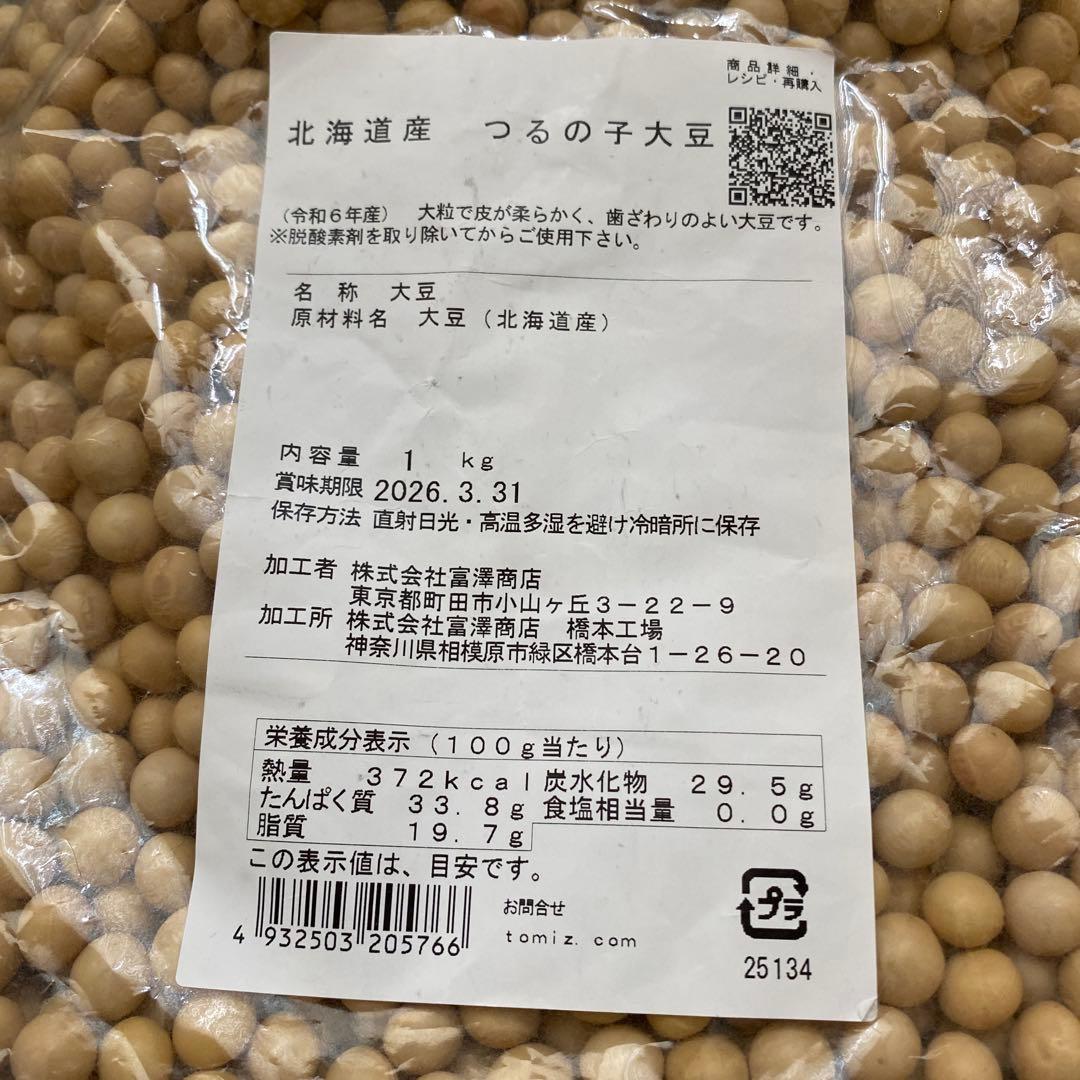 商品詳細・
レシピ・再購入
北海道産　つるの子大豆
（令和６年産）　大粒で皮が柔らかく、歯ざわりのよい大豆です。
※脱酸素剤を取り除いてからご使用下さい。
名　称　大豆
原材料名　大豆（北海道産）
内容量　1　kg
賞味期限 2026.3.31
保存方法 直射日光・高温多湿を避け冷暗所に保存
加工者 株式会社富澤商店
東京都町田市小山ヶ丘３－２２－９
加工所 株式会社富澤商店　橋本工場
神奈川県相模原市緑区橋本台１－２６－２０
栄養成分表示（１００ｇ当たり）
熱量　３７２ｋｃａｌ 炭水化物　２９．５ｇ
たんぱく質　３３．８ｇ 食塩相当量　０．０ｇ
脂質　１９．７ｇ
この表示値は、目安です。
お問合せ
tomiz.com
4 932503 205766
プラ
25134